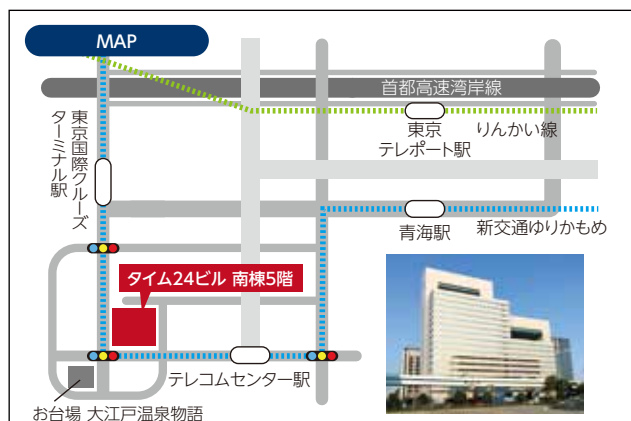 MAP
首都高速湾岸線
東京国際クルーズ
ターミナル駅
東京
テレポート駅
りんかい線
青海駅
新交通ゆりかもめ
タイム24ビル 南棟5階
テレコムセンター駅
お台場 大江戸温泉物語